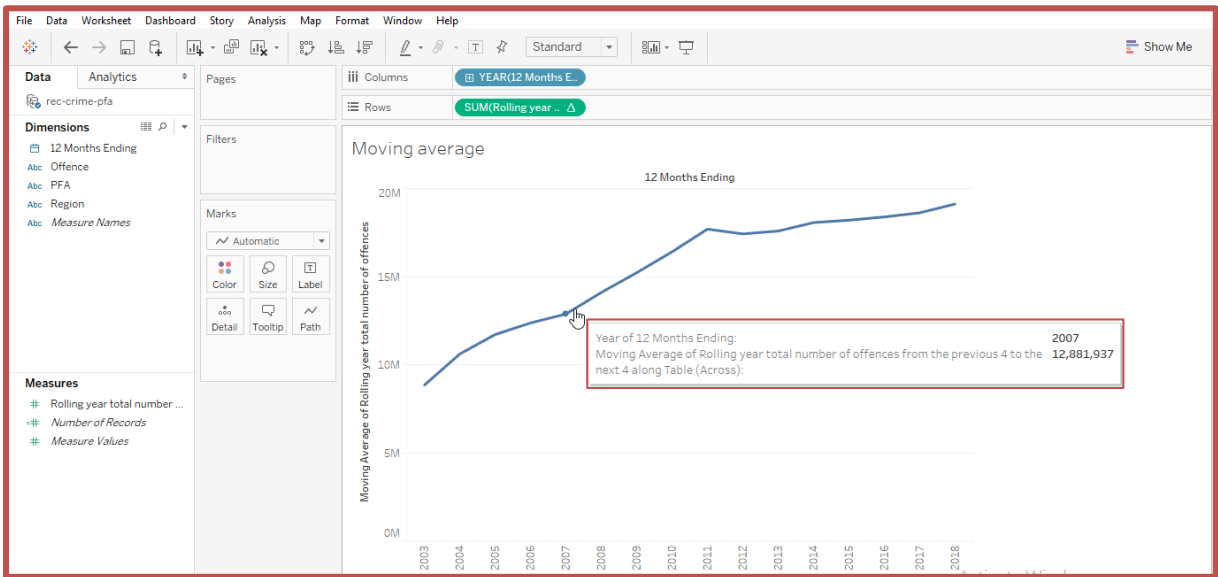 File Data Worksheet Dashboard Story Analysis Map Format Window Help
Standard
Show Me
Data Analytics
rec-crime-pfa
Dimensions
12 Months Ending
Abc Offence
Abc PFA
Abc Region
Abc Measure Names
Measures
# Rolling year total number ...
# Number of Records
# Measure Values
Pages
Filters
Marks
Automatic
Color Size Label
Detail Tooltip Path
iii Columns YEAR(12 Months E..
Rows SUM(Rolling year .. Δ
Moving average
12 Months Ending
Moving Average of Rolling year total number of offences
20M
15M
10M
5M
0M
Year of 12 Months Ending: 2007
Moving Average of Rolling year total number of offences from the previous 4 to the 12,881,937
next 4 along Table (Across):
2003 2004 2005 2006 2007 2008 2009 2010 2011 2012 2013 2014 2015 2016 2017 2018